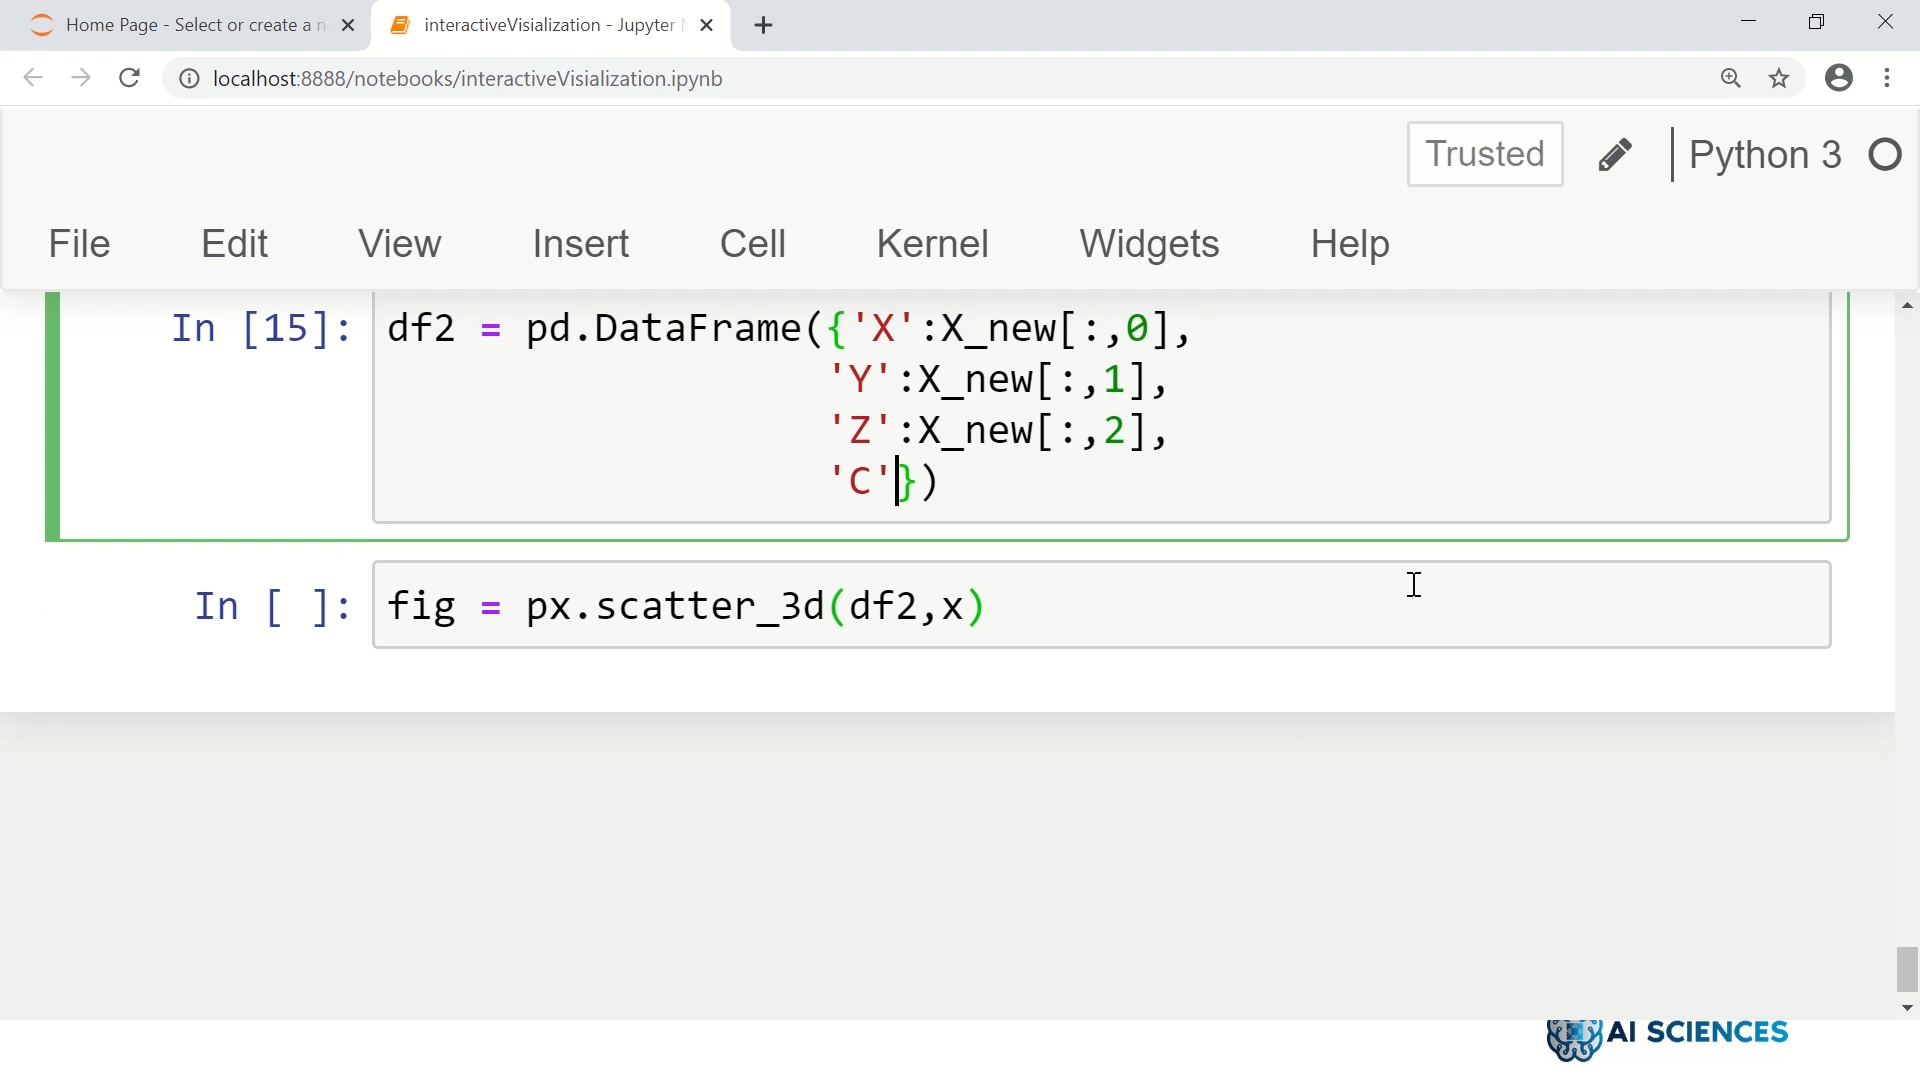 Home Page - Select or create a n
interactiveVisialization - Jupyter
localhost:8888/notebooks/interactiveVisialization.ipynb
Trusted
Python 3
File Edit View Insert Cell Kernel Widgets Help
In [15]: df2 = pd.DataFrame({'X':X_new[:,0],
'Y':X_new[:,1],
'Z':X_new[:,2],
'C'})
In [ ]: fig = px.scatter_3d(df2,x)
AI SCIENCES